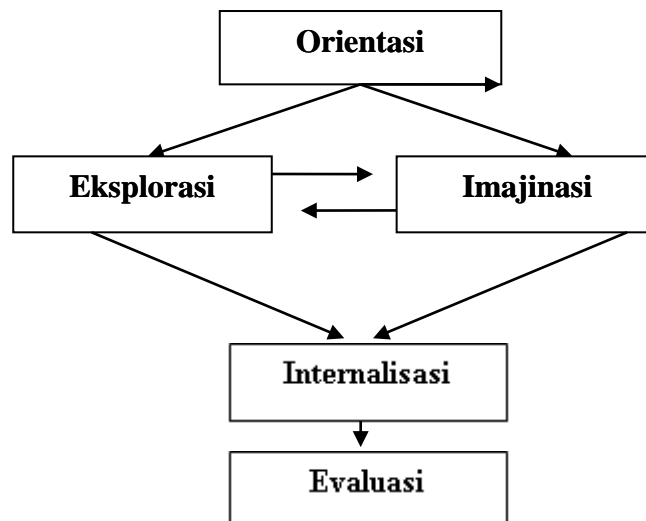 Orientasi
Eksplorasi
Imajinasi
Internalisasi
Evaluasi